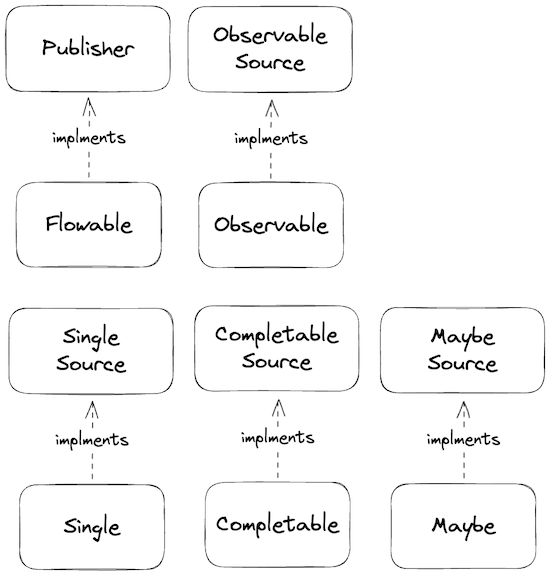 Publisher
Observable
Source
implments
implments
Flowable
Observable
Single
Source
Completable
Source
Maybe
Source
implments
implments
implments
Single
Completable
Maybe